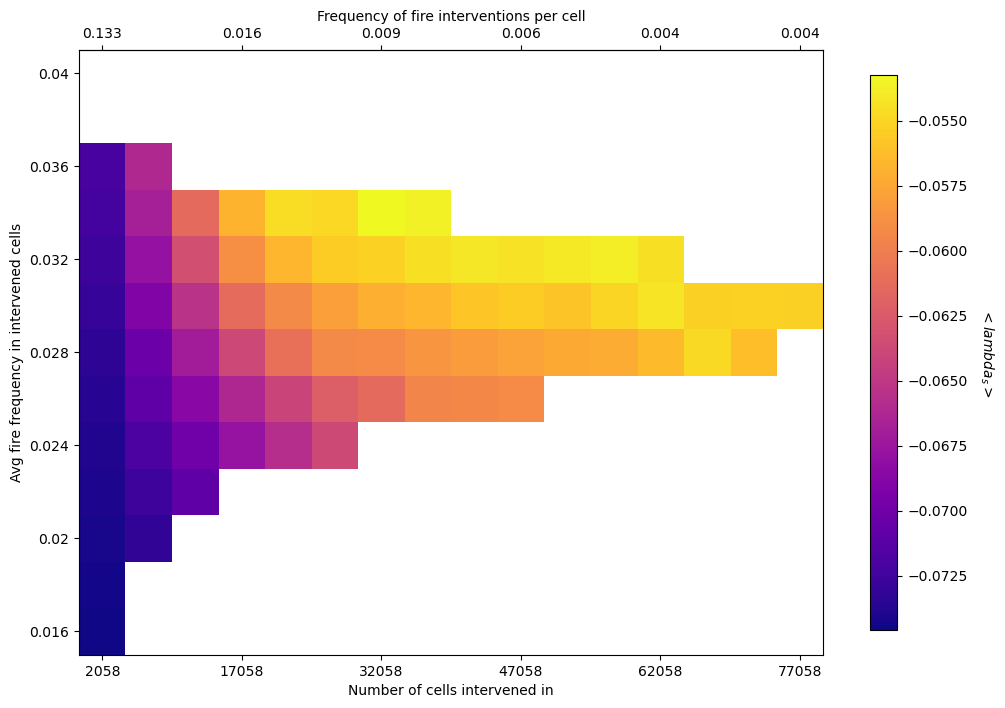 Frequency of fire interventions per cell
0.133 0.016 0.009 0.006 0.004 0.004
Avg fire frequency in intervened cells
0.04
0.036
0.032
0.028
0.024
0.02
0.016
2058 17058 32058 47058 62058 77058
Number of cells intervened in
−0.0550
−0.0575
−0.0600
−0.0625
−0.0650
−0.0675
−0.0700
−0.0725
< lambdaₛ >